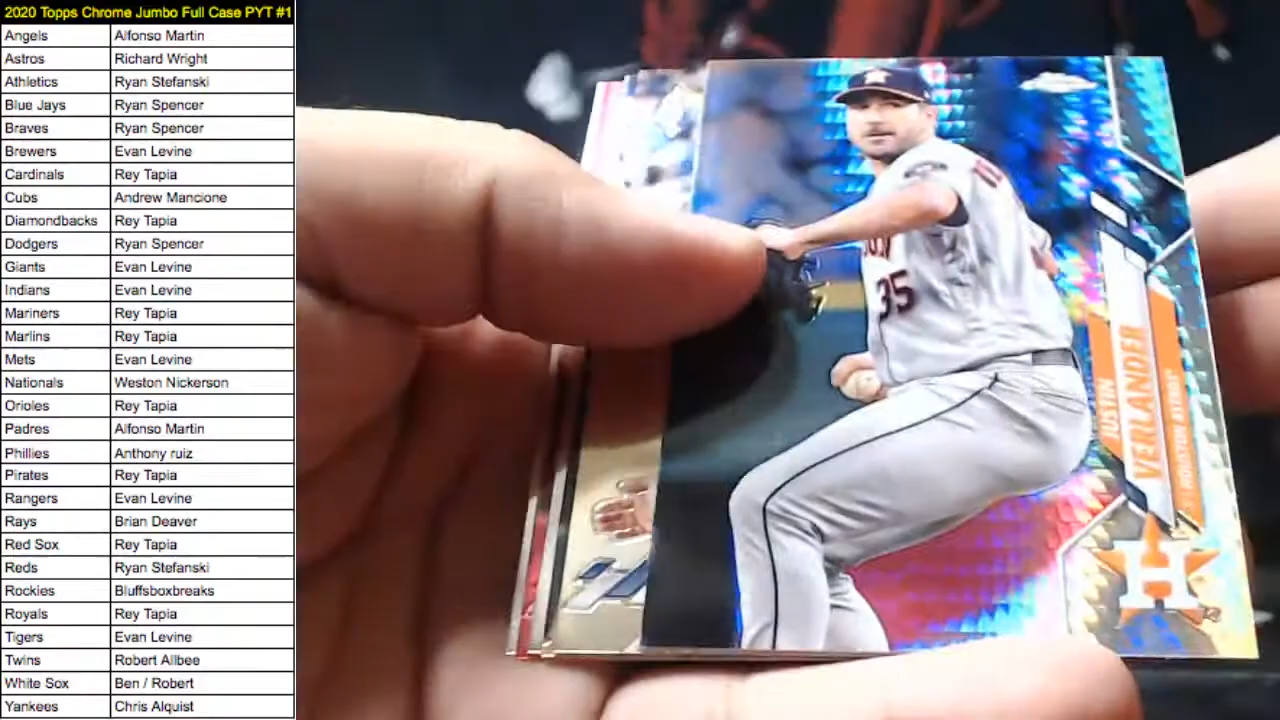 2020 Topps Chrome Jumbo Full Case PYT #1
Angels Alfonso Martin
Astros Richard Wright
Athletics Ryan Stefanski
Blue Jays Ryan Spencer
Braves Ryan Spencer
Brewers Evan Levine
Cardinals Rey Tapia
Cubs Andrew Mancione
Diamondbacks Rey Tapia
Dodgers Ryan Spencer
Giants Evan Levine
Indians Evan Levine
Mariners Rey Tapia
Marlins Rey Tapia
Mets Evan Levine
Nationals Weston Nickerson
Orioles Rey Tapia
Padres Alfonso Martin
Phillies Anthony ruiz
Pirates Rey Tapia
Rangers Evan Levine
Rays Brian Deaver
Red Sox Rey Tapia
Reds Ryan Stefanski
Rockies Bluffsboxbreaks
Royals Rey Tapia
Tigers Evan Levine
Twins Robert Allbee
White Sox Ben / Robert
Yankees Chris Alquist
35
JUSTIN
VERLANDER
HOUSTON ASTROS
H